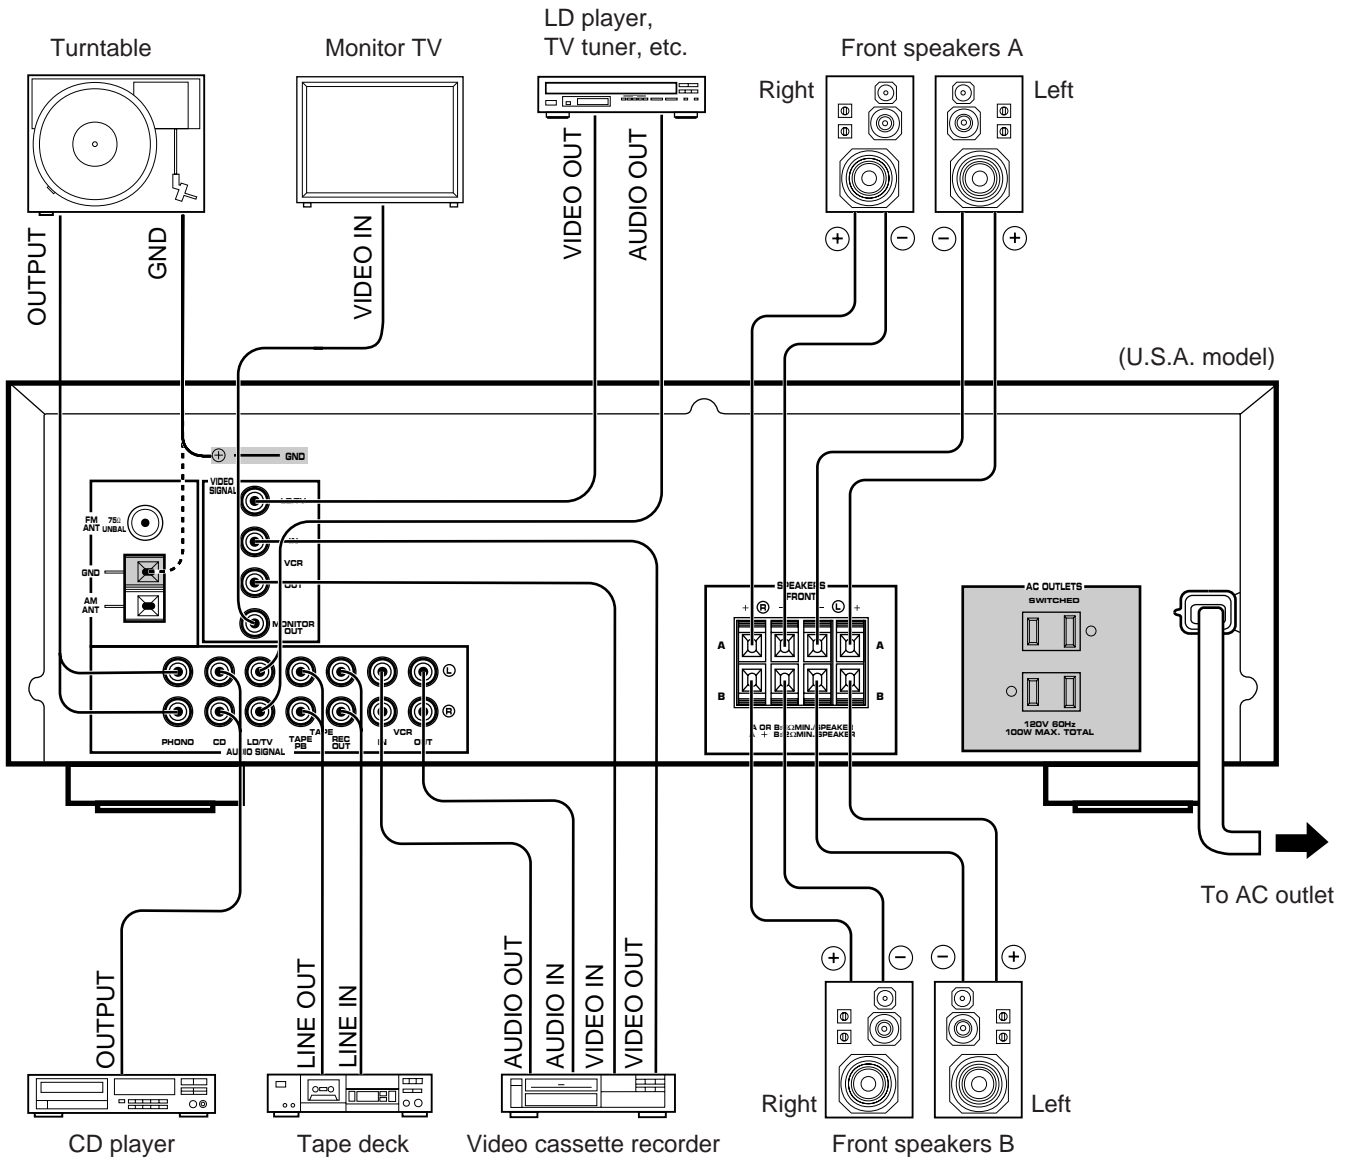 LD player,
TV tuner, etc.
Turntable
Monitor TV
Front speakers A
Right
Left
OUTPUT
GND
VIDEO IN
VIDEO OUT
AUDIO OUT
+
−
−
+
(U.S.A. model)
GND
VIDEO
SIGNAL
LD/TV
FM
ANT
75Ω
UNBAL
IN
VCR
OUT
GND
AM
ANT
MONITOR
OUT
SPEAKERS
FRONT
+ R − − L +
A
A
B
B
AC OUTLETS
SWITCHED
120V 60Hz
100W MAX. TOTAL
L
R
PHONO
CD
LD/TV
TAPE
PB
TAPE
REC
OUT
IN
VCR
OUT
AUDIO SIGNAL
To AC outlet
OUTPUT
LINE OUT
LINE IN
AUDIO OUT
AUDIO IN
VIDEO IN
VIDEO OUT
+
−
−
+
Right
Left
CD player
Tape deck
Video cassette recorder
Front speakers B